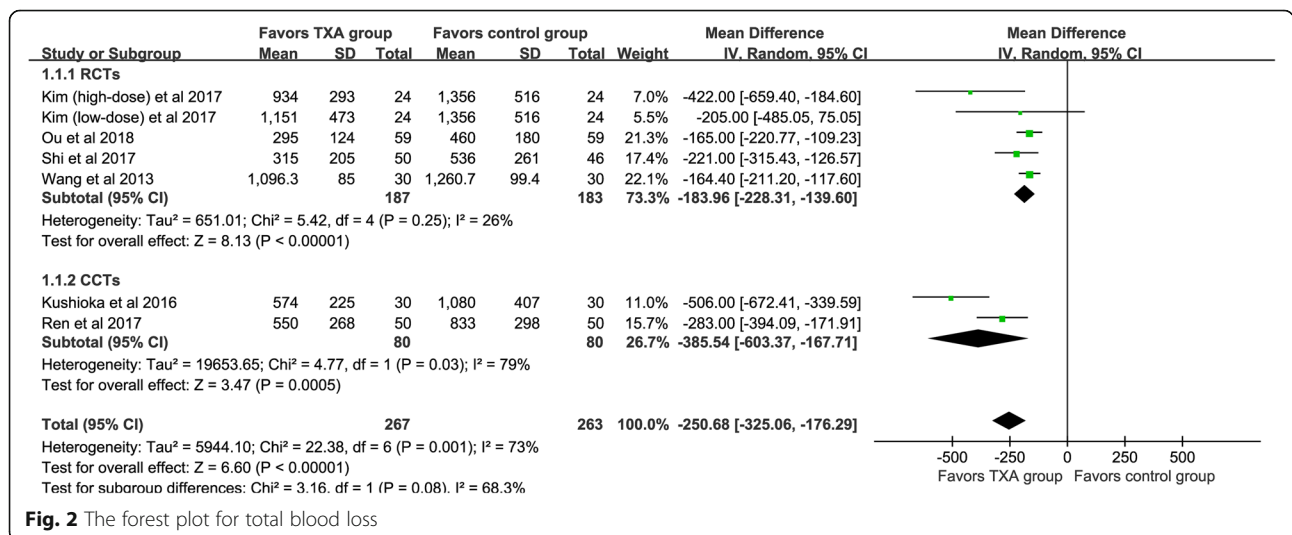 Favors TXA group Favors control group Mean Difference Mean Difference
Study or Subgroup Mean SD Total Mean SD Total Weight IV, Random, 95% CI IV, Random, 95% CI
1.1.1 RCTs
Kim (high-dose) et al 2017 934 293 24 1,356 516 24 7.0% -422.00 [-659.40, -184.60]
Kim (low-dose) et al 2017 1,151 473 24 1,356 516 24 5.5% -205.00 [-485.05, 75.05]
Ou et al 2018 295 124 59 460 180 59 21.3% -165.00 [-220.77, -109.23]
Shi et al 2017 315 205 50 536 261 46 17.4% -221.00 [-315.43, -126.57]
Wang et al 2013 1,096.3 85 30 1,260.7 99.4 30 22.1% -164.40 [-211.20, -117.60]
Subtotal (95% CI) 187 183 73.3% -183.96 [-228.31, -139.60]
Heterogeneity: Tau² = 651.01; Chi² = 5.42, df = 4 (P = 0.25); I² = 26%
Test for overall effect: Z = 8.13 (P < 0.00001)
1.1.2 CCTs
Kushioka et al 2016 574 225 30 1,080 407 30 11.0% -506.00 [-672.41, -339.59]
Ren et al 2017 550 268 50 833 298 50 15.7% -283.00 [-394.09, -171.91]
Subtotal (95% CI) 80 80 26.7% -385.54 [-603.37, -167.71]
Heterogeneity: Tau² = 19653.65; Chi² = 4.77, df = 1 (P = 0.03); I² = 79%
Test for overall effect: Z = 3.47 (P = 0.0005)
Total (95% CI) 267 263 100.0% -250.68 [-325.06, -176.29]
Heterogeneity: Tau² = 5944.10; Chi² = 22.38, df = 6 (P = 0.001); I² = 73%
Test for overall effect: Z = 6.60 (P < 0.00001)
Test for subgroup differences: Chi² = 3.16, df = 1 (P = 0.08), I² = 68.3%
-500 -250 0 250 500
Favors TXA group Favors control group
Fig. 2 The forest plot for total blood loss